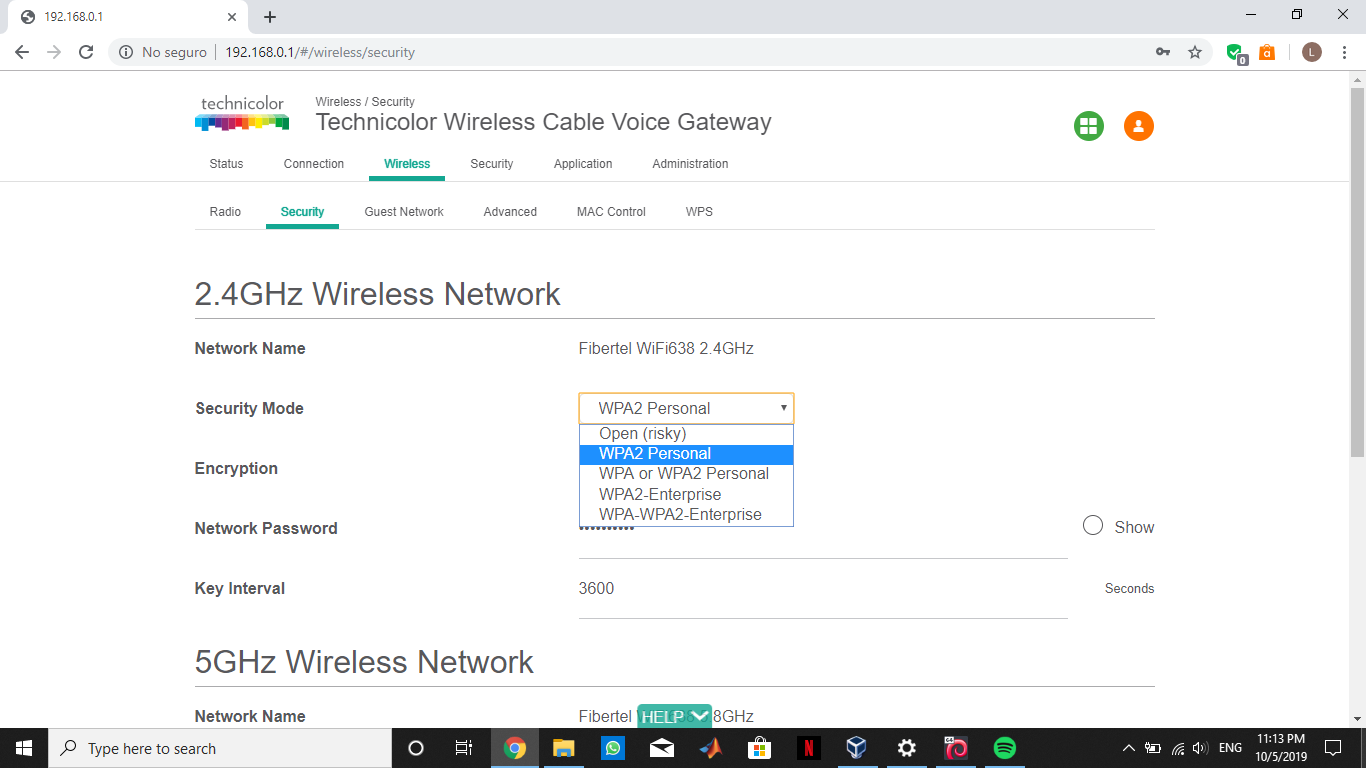 192.168.0.1
No seguro
192.168.0.1/#/wireless/security
0
a
L
technicolor
Wireless / Security
Technicolor Wireless Cable Voice Gateway
Status Connection Wireless Security Application Administration
Radio Security Guest Network Advanced MAC Control WPS
2.4GHz Wireless Network
Network Name Fibertel WiFi638 2.4GHz
Security Mode WPA2 Personal
Open (risky)
WPA2 Personal
Encryption
WPA or WPA2 Personal
WPA2-Enterprise
WPA-WPA2-Enterprise
Network Password •••••••••• Show
Key Interval 3600 Seconds
5GHz Wireless Network
Network Name Fibertel 8GHz
HELP
Type here to search
N
64
ENG
11:13 PM
10/5/2019